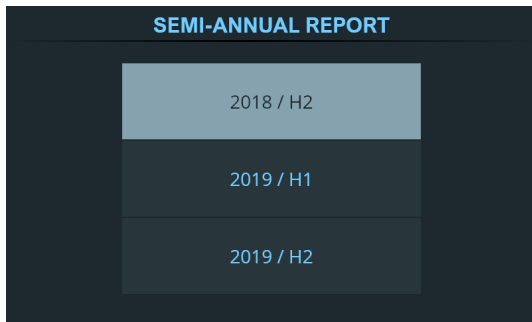 SEMI-ANNUAL REPORT
2018 / H2
2019 / H1
2019 / H2